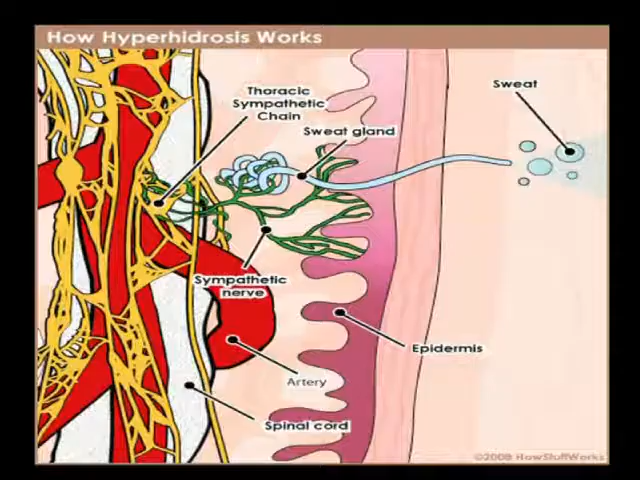 How Hyperhidrosis Works
Thoracic
Sympathetic
Chain
Sweat gland
Sweat
Sympathetic
nerve
Epidermis
Artery
Spinal cord
©2008 HowStuffWorks